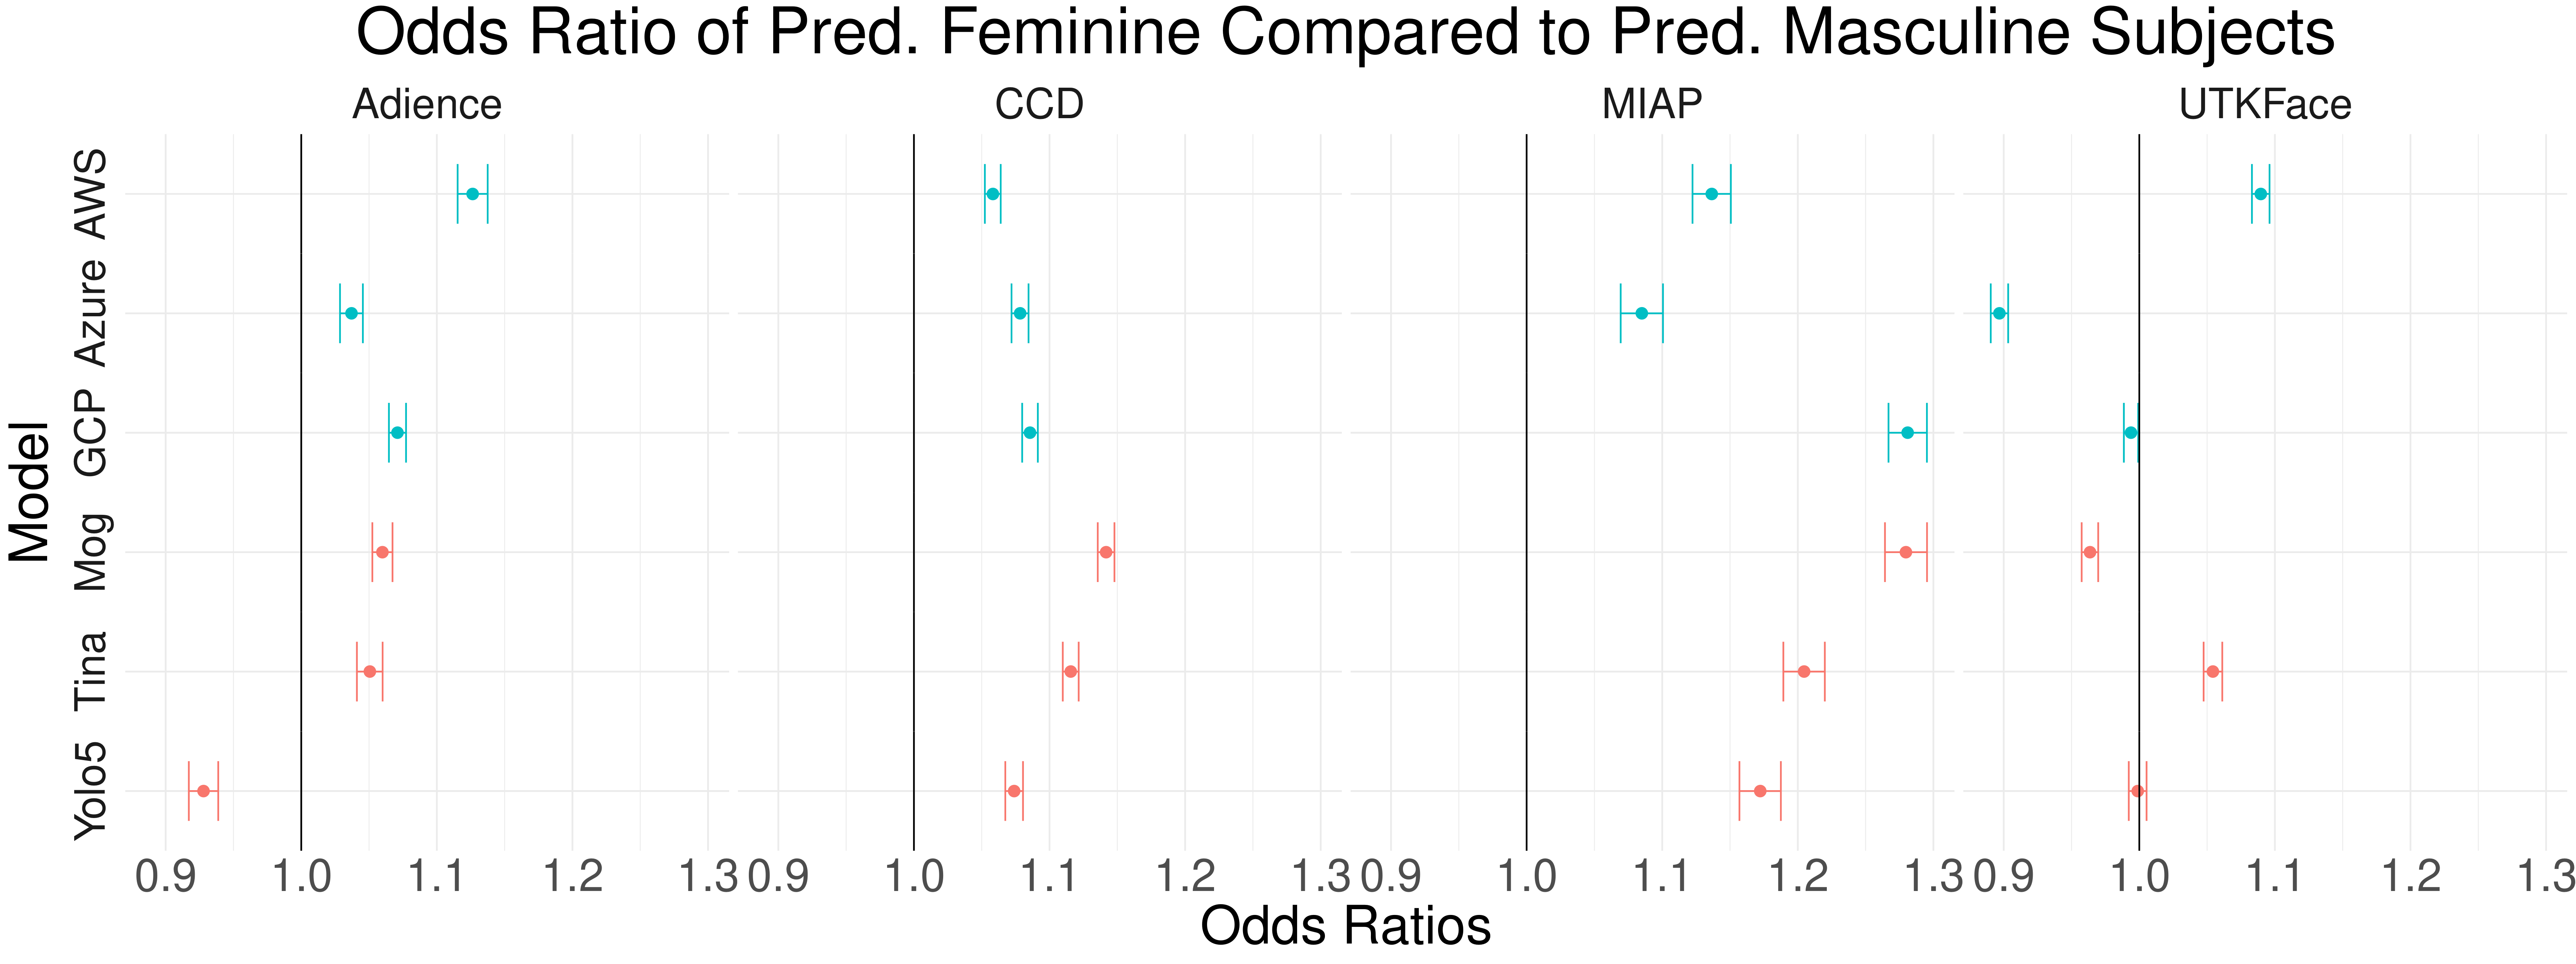 Odds Ratio of Pred. Feminine Compared to Pred. Masculine Subjects
Adience CCD MIAP UTKFace
Model
AWS
Azure
GCP
Mog
Tina
Yolo5
0.9 1.0 1.1 1.2 1.3 0.9 1.0 1.1 1.2 1.3 0.9 1.0 1.1 1.2 1.3 0.9 1.0 1.1 1.2 1.3
Odds Ratios